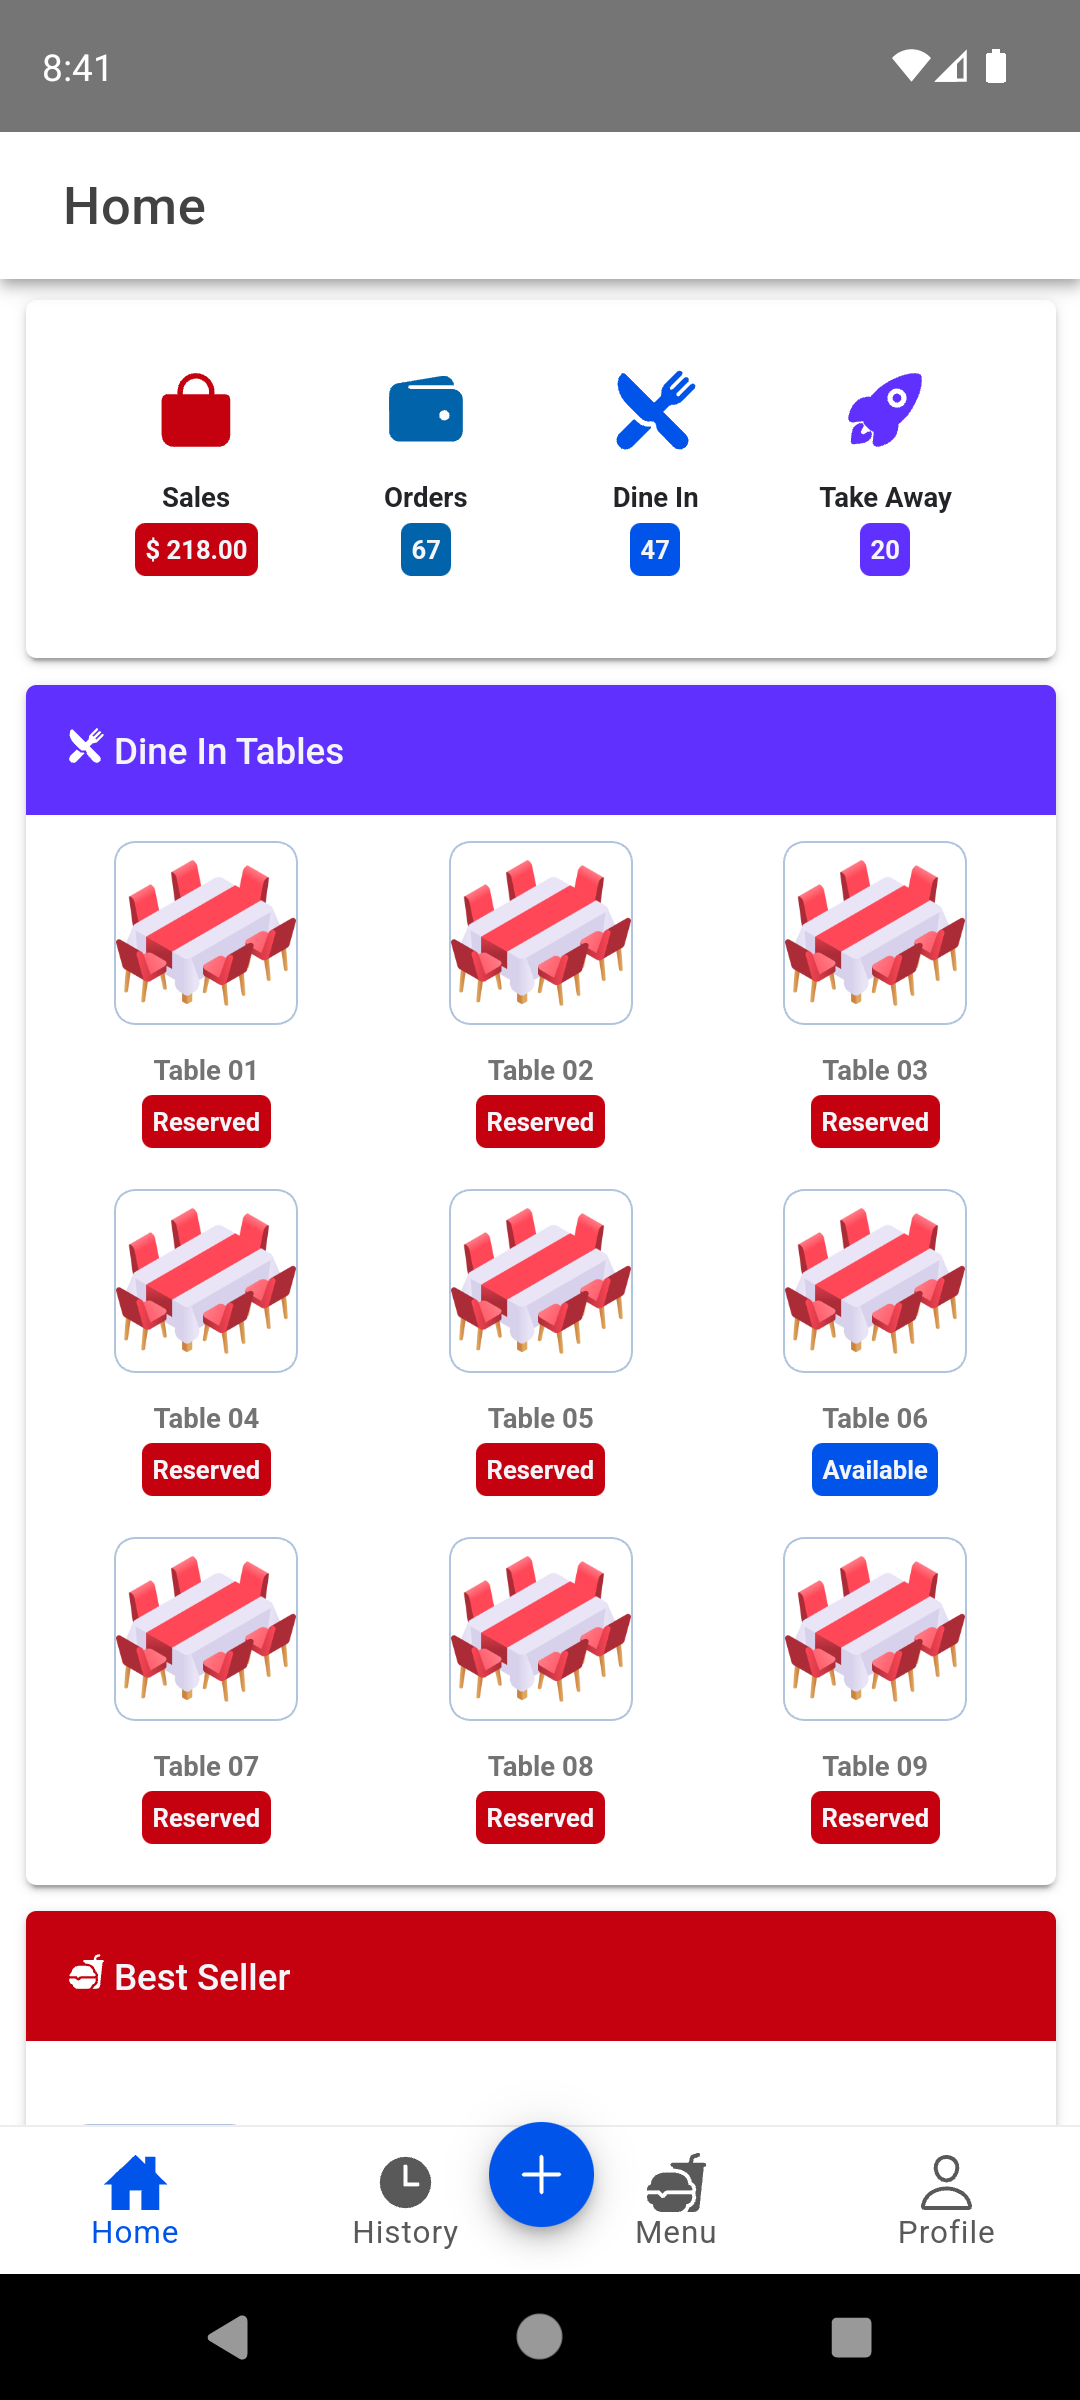 8:41
Home
Sales Orders Dine In Take Away
$ 218.00 67 47 20
Dine In Tables
Table 01 Table 02 Table 03
Reserved Reserved Reserved
Table 04 Table 05 Table 06
Reserved Reserved Available
Table 07 Table 08 Table 09
Reserved Reserved Reserved
Best Seller
Home History Menu Profile